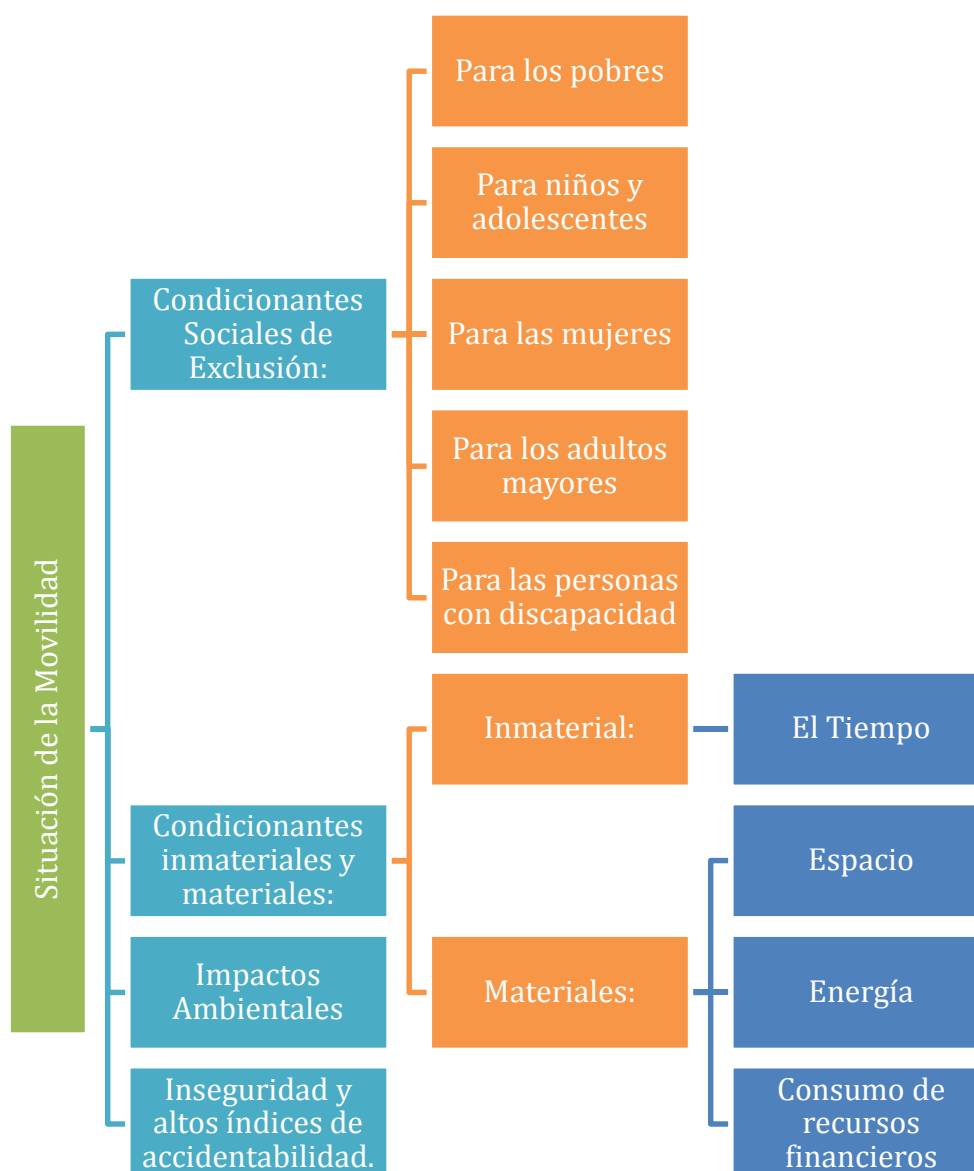 Situación de la Movilidad
Condicionantes
Sociales de
Exclusión:
Para los pobres
Para niños y
adolescentes
Para las mujeres
Para los adultos
mayores
Para las personas
con discapacidad
Condicionantes
inmateriales y
materiales:
Inmaterial:
El Tiempo
Materiales:
Espacio
Energía
Consumo de
recursos
financieros
Impactos
Ambientales
Inseguridad y
altos índices de
accidentabilidad.